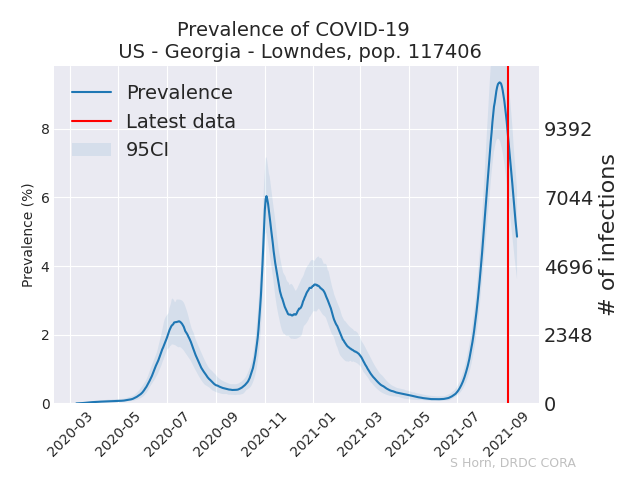 Prevalence of COVID-19
US - Georgia - Lowndes, pop. 117406
Prevalence
Latest data
95CI
Prevalence (%)
8
6
4
2
0
9392
7044
4696
2348
0
# of infections
2020-03
2020-05
2020-07
2020-09
2020-11
2021-01
2021-03
2021-05
2021-07
2021-09
S Horn, DRDC CORA